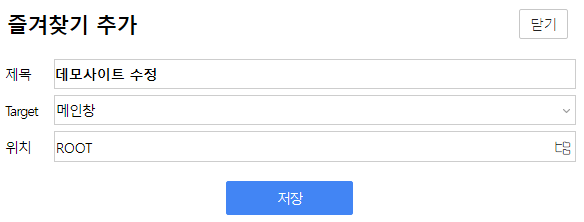 즐겨찾기 추가
닫기
제목 데모사이트 수정
Target 메인창
위치 ROOT
저장